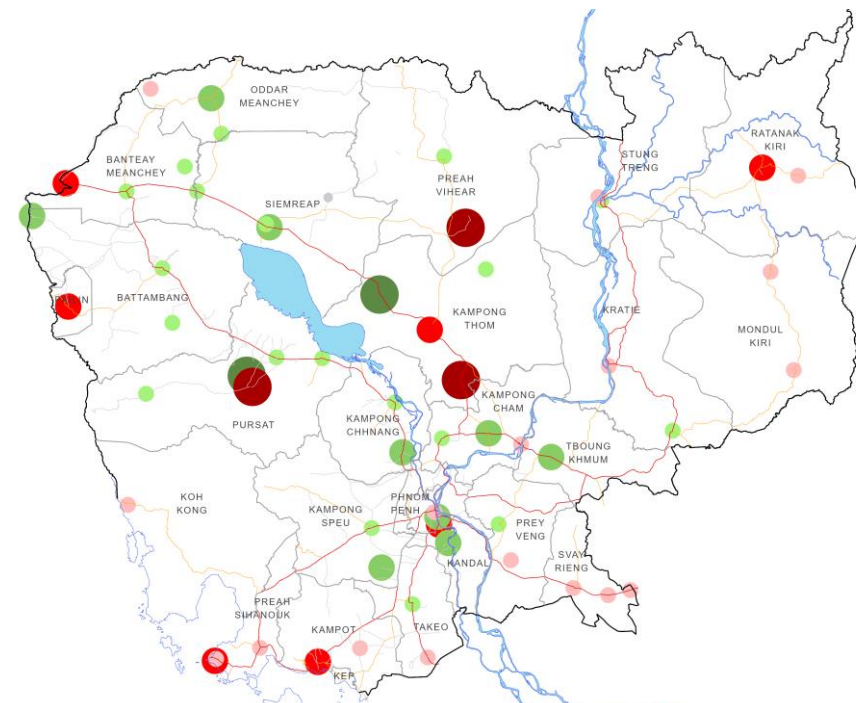 ODDAR
MEANCHEY
BANTEAY
MEANCHEY
SIEMREAP
PREAH
VIHEAR
STUNG
TRENG
RATANAK
KIRI
BATTAMBANG
KAMPONG
THOM
KRATIE
MONDUL
KIRI
PURSAT
KAMPONG
CHHNANG
KAMPONG
CHAM
TBOUNG
KHMUM
KOH
KONG
KAMPONG
SPEU
PHNOM
PENH
PREY
VENG
KANDAL
SVAY
RIENG
PREAH
SIHANOUK
KAMPOT
TAKEO
KEP